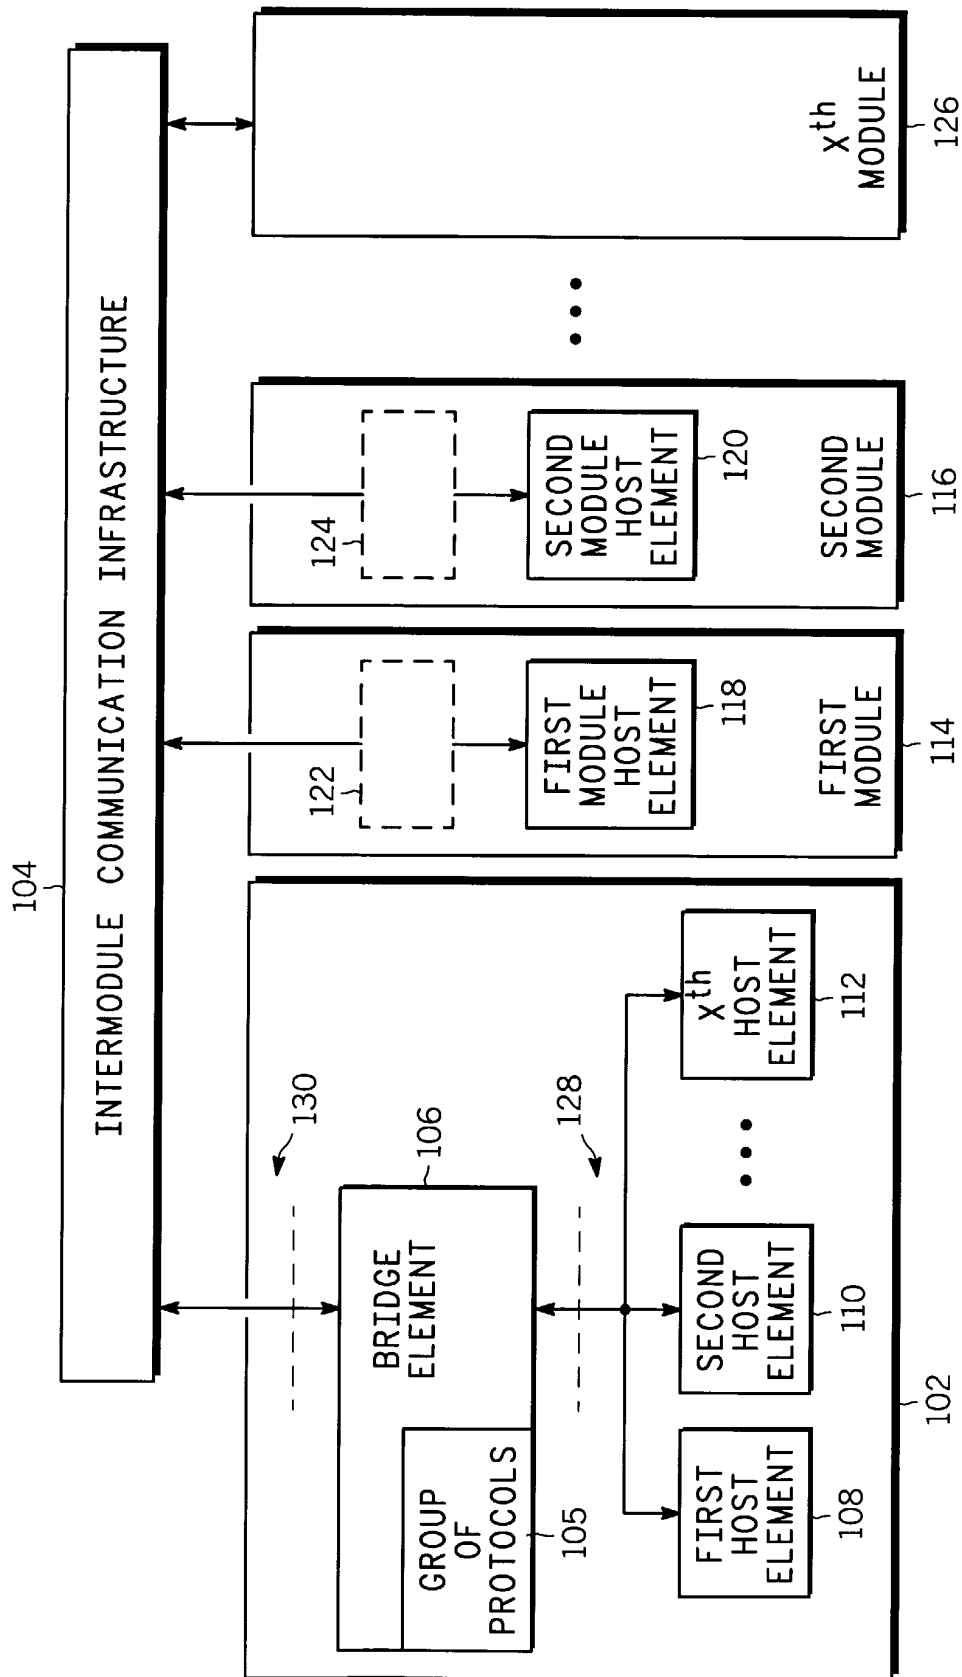 104
INTERMODULE COMMUNICATION INFRASTRUCTURE
130
106
BRIDGE
ELEMENT
GROUP
OF
PROTOCOLS
105
128
FIRST
HOST
ELEMENT
108
SECOND
HOST
ELEMENT
110
Xth
HOST
ELEMENT
112
102
122
FIRST
MODULE
HOST
ELEMENT
118
FIRST
MODULE
114
124
SECOND
MODULE
HOST
ELEMENT
120
SECOND
MODULE
116
Xth
MODULE
126